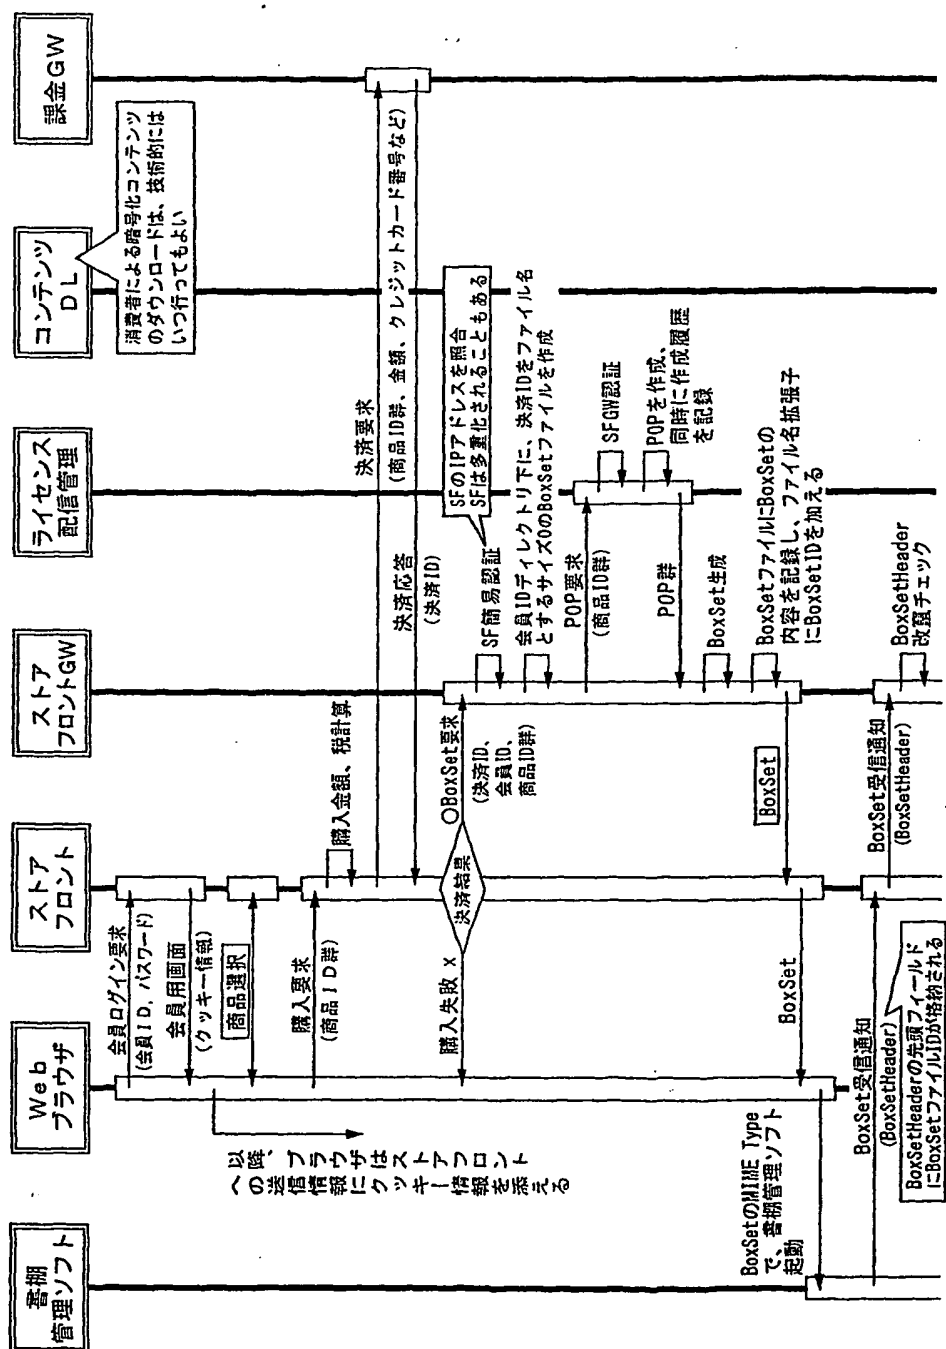 書棚
管理ソフト
Web
ブラウザ
ストア
フロント
ストア
フロントGW
ライセンス
配信管理
コンテンツ
DL
課金GW
消費者による暗号化コンテンツ
のダウンロードは、技術的には
いつ行ってもよい
会員ログイン要求
(会員ID, パスワード)
会員用画面
(クッキー情報)
以降、ブラウザはストアフロント
への送信情報にクッキー情報を添える
商品選択
購入要求
(商品ID群)
購入金額、税計算
決済要求
(商品ID群、金額、クレジットカード番号など)
決済応答
(決済ID)
決済結果
購入失敗 x
○BoxSet要求
(決済ID、
会員ID、
商品ID群)
SF簡易認証
SFのIPアドレスを照合
SFは多重化されることもある
会員IDディレクトリ下に、決済IDをファイル名
とするサイズ0のBoxSetファイルを作成
POP要求
(商品ID群)
SFGW認証
POPを作成、
同時に作成履歴
を記録
POP群
BoxSet生成
BoxSetファイルにBoxSetの
内容を記録し、ファイル名拡張子
にBoxSetIDを加える
BoxSet
BoxSet
BoxSetのMIME Type
で、書棚管理ソフト
起動
BoxSet受信通知
(BoxSetHeader)
BoxSetHeaderの先頭フィールド
にBoxSetファイルIDが格納される
BoxSet受信通知
(BoxSetHeader)
BoxSetHeader
改竄チェック